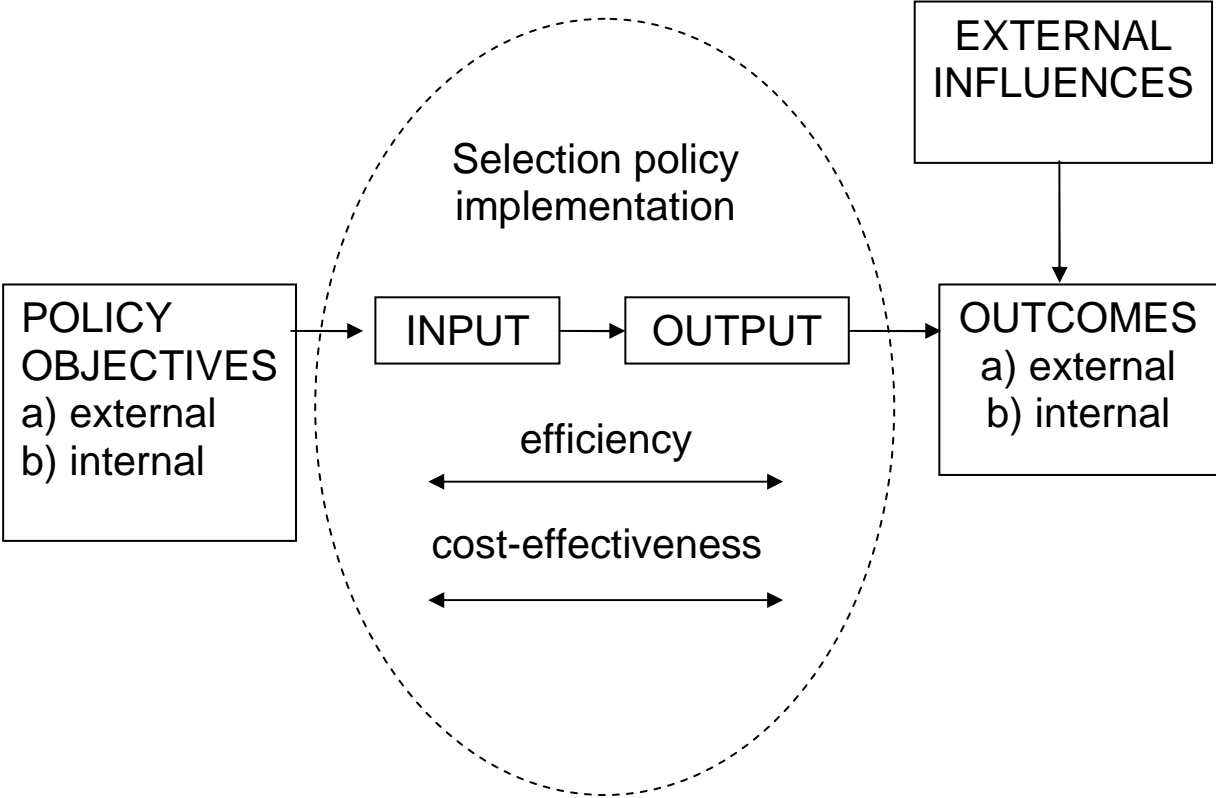 EXTERNAL
INFLUENCES
Selection policy
implementation
POLICY
OBJECTIVES
a) external
b) internal
INPUT
OUTPUT
OUTCOMES
a) external
b) internal
efficiency
cost-effectiveness